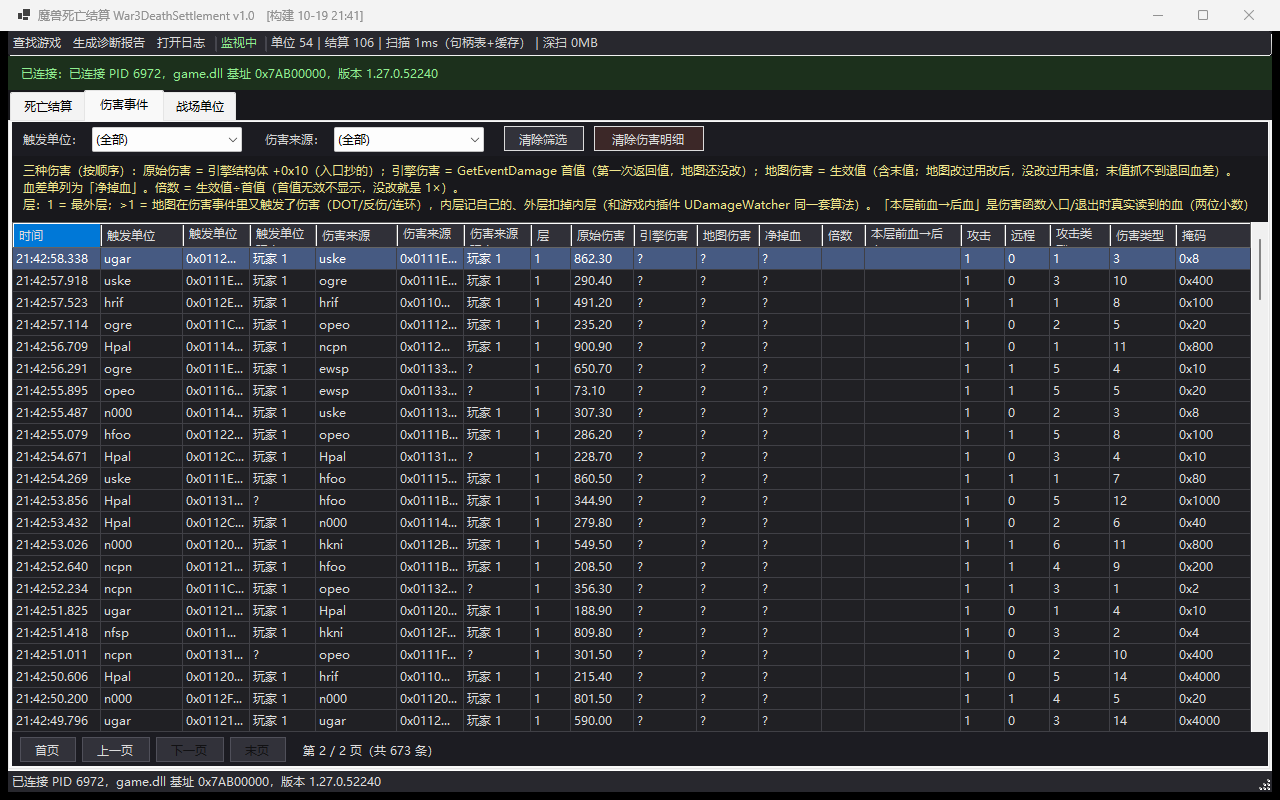 魔兽死亡结算 War3DeathSettlement v1.0 [构建 10-19 21:41]
查找游戏 生成诊断报告 打开日志 | 监视中 | 单位 54 | 结算 106 | 扫描 1ms（句柄表+缓存） | 深扫 0MB
已连接：已连接 PID 6972，game.dll 基址 0x7AB00000，版本 1.27.0.52240
死亡结算 伤害事件 战场单位
触发单位： (全部) 伤害来源： (全部) 清除筛选 清除伤害明细
三种伤害（按顺序）：原始伤害 = 引擎结构体 +0x10（入口抄的）；引擎伤害 = GetEventDamage 首值（第一次返回值，地图还没改）；地图伤害 = 生效值（含末值；地图改过用改后，没改过用末值；末值抓不到退回血差）。
血差单列为「净掉血」。倍数 = 生效值÷首值（首值无效不显示，没改就是 1×）。
层：1 = 最外层；>1 = 地图在伤害事件里又触发了伤害（DOT/反伤/连环），内层记自己的、外层扣掉内层（和游戏内插件 UDamageWatcher 同一套算法）。「本层前血→后血」是伤害函数入口/退出时真实读到的血（两位小数）
时间 触发单位 触发单位 触发单位 伤害来源 伤害来源 伤害来源 层 原始伤害 引擎伤害 地图伤害 净掉血 倍数 本层前血→后 攻击 远程 攻击类 伤害类型 掩码
21:42:58.338 ugar 0x0112... 玩家 1 uske 0x0111E... 玩家 1 1 862.30 ? ? ? 1 0 1 3 0x8
21:42:57.918 uske 0x0111E... 玩家 1 ogre 0x0111E... 玩家 1 1 290.40 ? ? ? 1 0 3 10 0x400
21:42:57.523 hrif 0x0112E... 玩家 1 hrif 0x0110... 玩家 1 1 491.20 ? ? ? 1 1 1 8 0x100
21:42:57.114 ogre 0x0111C... 玩家 1 opeo 0x01112... 玩家 1 1 235.20 ? ? ? 1 0 2 5 0x20
21:42:56.709 Hpal 0x01114... 玩家 1 ncpn 0x0112... 玩家 1 1 900.90 ? ? ? 1 0 1 11 0x800
21:42:56.291 ogre 0x0111E... 玩家 1 ewsp 0x01133... ? 1 650.70 ? ? ? 1 1 5 4 0x10
21:42:55.895 opeo 0x01116... 玩家 1 ewsp 0x01133... ? 1 73.10 ? ? ? 1 1 5 5 0x20
21:42:55.487 n000 0x01114... 玩家 1 uske 0x01113... 玩家 1 1 307.30 ? ? ? 1 0 2 3 0x8
21:42:55.079 hfoo 0x01122... 玩家 1 opeo 0x0111B... 玩家 1 1 286.20 ? ? ? 1 1 5 8 0x100
21:42:54.671 Hpal 0x0112C... 玩家 1 Hpal 0x01131... ? 1 228.70 ? ? ? 1 0 3 4 0x10
21:42:54.269 uske 0x0111E... 玩家 1 hfoo 0x01115... 玩家 1 1 860.50 ? ? ? 1 1 1 7 0x80
21:42:53.856 Hpal 0x01131... ? hfoo 0x0111B... 玩家 1 1 344.90 ? ? ? 1 0 5 12 0x1000
21:42:53.432 Hpal 0x0112C... 玩家 1 n000 0x01114... 玩家 1 1 279.80 ? ? ? 1 0 2 6 0x40
21:42:53.026 n000 0x01120... 玩家 1 hkni 0x0112B... 玩家 1 1 549.50 ? ? ? 1 1 6 11 0x800
21:42:52.640 ncpn 0x01121... 玩家 1 hfoo 0x0111B... 玩家 1 1 208.50 ? ? ? 1 1 4 9 0x200
21:42:52.234 ncpn 0x0111C... 玩家 1 opeo 0x01132... ? 1 356.30 ? ? ? 1 1 3 1 0x2
21:42:51.825 ugar 0x01121... 玩家 1 Hpal 0x01120... 玩家 1 1 188.90 ? ? ? 1 0 1 4 0x10
21:42:51.418 nfsp 0x0111... 玩家 1 hkni 0x0112F... 玩家 1 1 809.80 ? ? ? 1 0 3 2 0x4
21:42:51.011 ncpn 0x01131... ? opeo 0x0111F... ? 1 301.50 ? ? ? 1 0 2 10 0x400
21:42:50.606 Hpal 0x01120... 玩家 1 hrif 0x0110... 玩家 1 1 215.40 ? ? ? 1 0 5 14 0x4000
21:42:50.200 n000 0x0112F... 玩家 1 n000 0x01120... 玩家 1 1 801.50 ? ? ? 1 1 4 5 0x20
21:42:49.796 ugar 0x01121... 玩家 1 ugar 0x0112... 玩家 1 1 590.00 ? ? ? 1 0 3 14 0x4000
首页 上一页 下一页 末页 第 2 / 2 页（共 673 条）
已连接 PID 6972，game.dll 基址 0x7AB00000，版本 1.27.0.52240